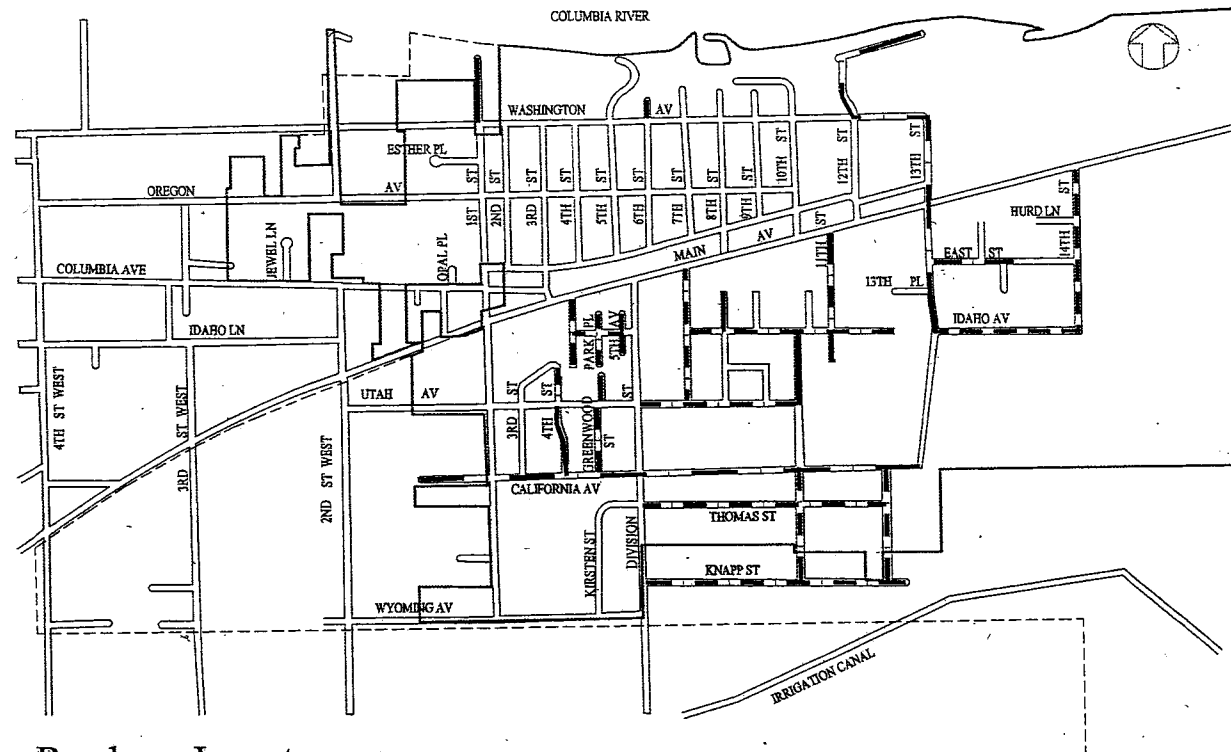 COLUMBIA RIVER
WASHINGTON AV
ESTHER PL
10TH ST
12TH ST
13TH ST
OREGON AV
1ST ST
2ND ST
3RD ST
4TH ST
5TH ST
6TH ST
7TH ST
8TH ST
9TH ST
11TH ST
14TH ST
HURD LN
JEWEL LN
OPAL PL
MAIN AV
EAST ST
COLUMBIA AVE
13TH PL
IDAHO LN
PARK PL
5TH AV
IDAHO AV
UTAH AV
4TH ST WEST
3RD ST WEST
2ND ST WEST
3RD ST
4TH ST
GREENWOOD ST
DIVISION ST
CALIFORNIA AV
THOMAS ST
KIRSTEN ST
KNAPP ST
WYOMING AV
IRRIGATION CANAL